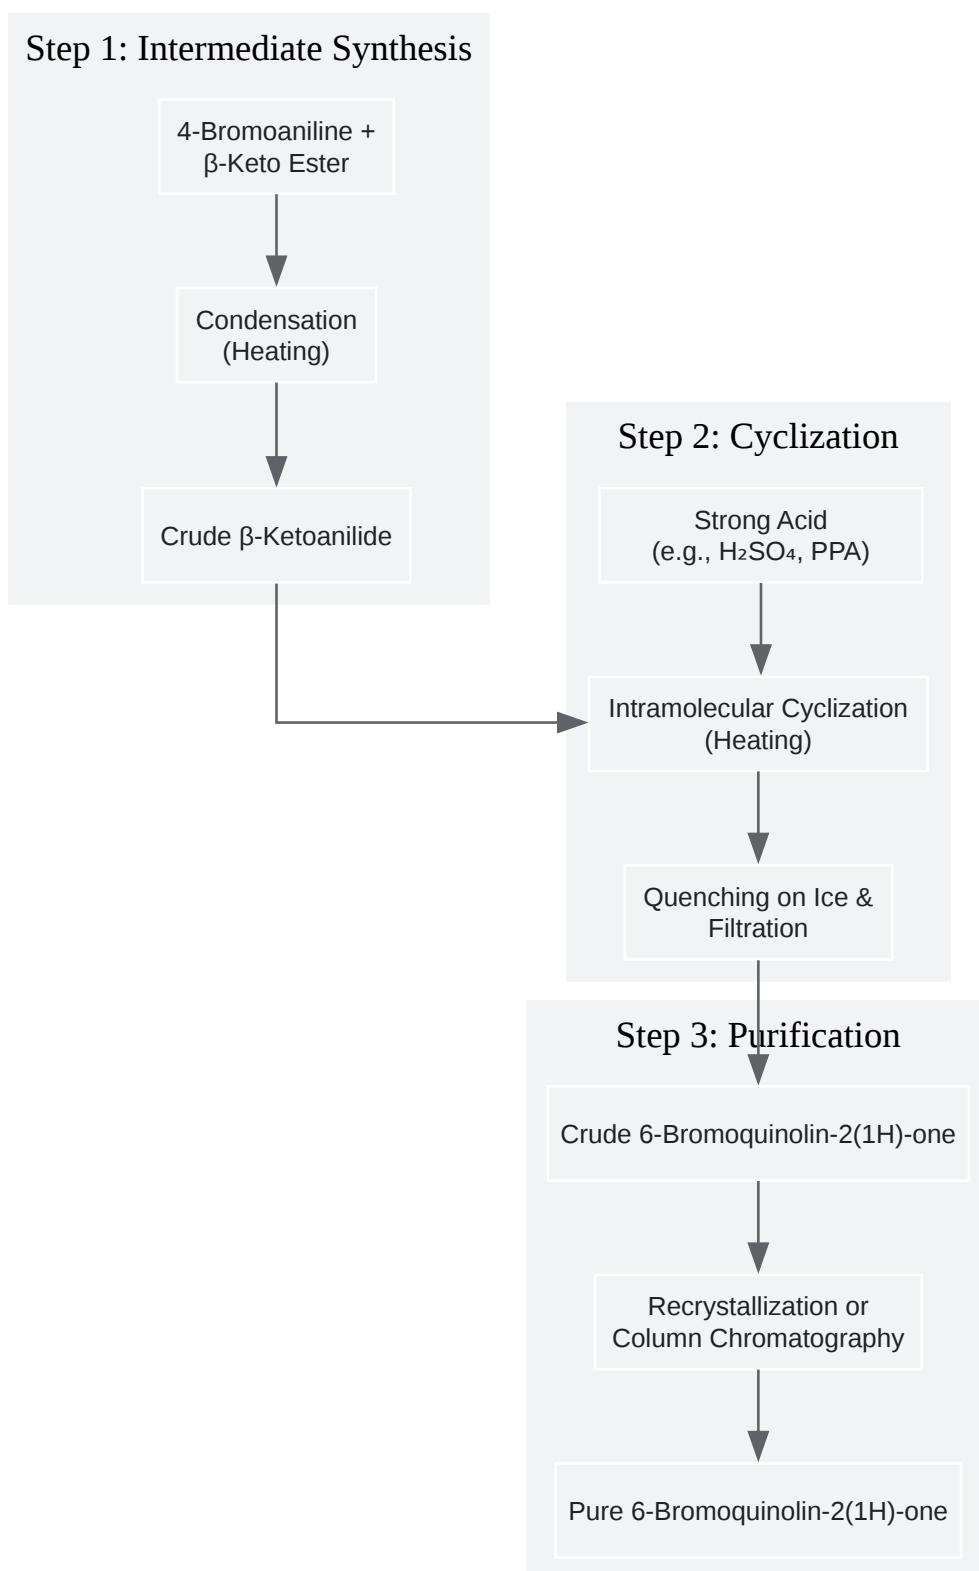 Step 1: Intermediate Synthesis
4-Bromoaniline +
β-Keto Ester
Condensation
(Heating)
Crude β-Ketoanilide
Step 2: Cyclization
Strong Acid
(e.g., H₂SO₄, PPA)
Intramolecular Cyclization
(Heating)
Quenching on Ice &
Filtration
Step 3: Purification
Crude 6-Bromoquinolin-2(1H)-one
Recrystallization or
Column Chromatography
Pure 6-Bromoquinolin-2(1H)-one